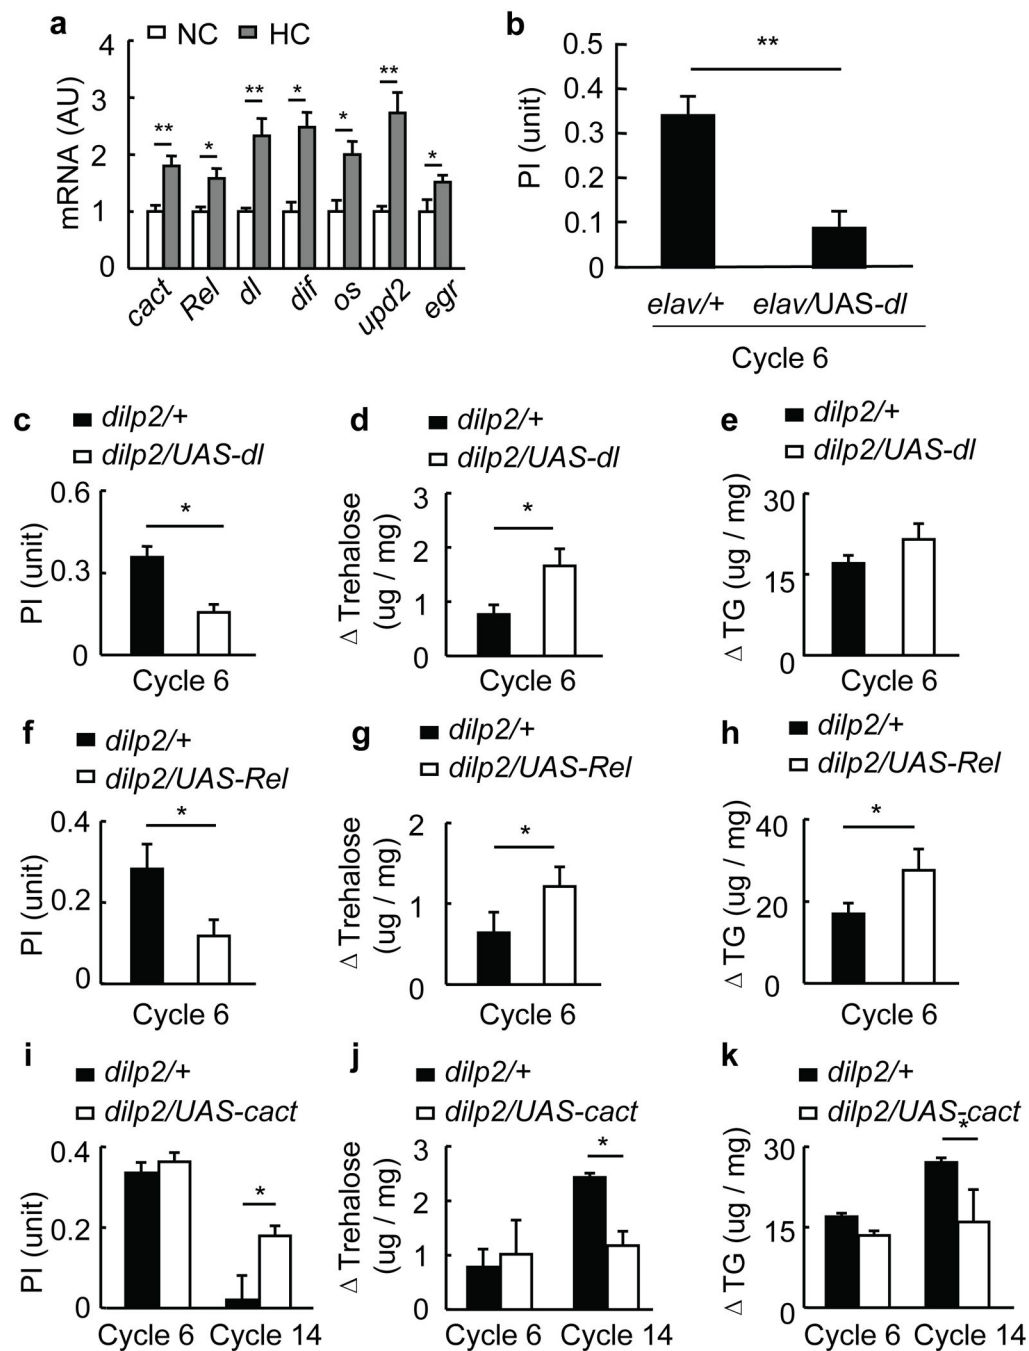 a
NC HC
mRNA (AU)
4
3
2
1
0
** * ** * * ** *
cact Rel dl dif os upd2 egr
b
PI (unit)
0.5
0.4
0.3
0.2
0.1
0
**
elav/+ elav/UAS-dl
Cycle 6
c
dilp2/+
dilp2/UAS-dl
PI (unit)
0.6
0.3
0
*
Cycle 6
d
dilp2/+
dilp2/UAS-dl
Δ Trehalose
(ug / mg)
3
2
1
0
*
Cycle 6
e
dilp2/+
dilp2/UAS-dl
Δ TG (ug / mg)
30
15
0
Cycle 6
f
dilp2/+
dilp2/UAS-Rel
PI (unit)
0.4
0.2
0
*
Cycle 6
g
dilp2/+
dilp2/UAS-Rel
Δ Trehalose
(ug / mg)
2
1
0
*
Cycle 6
h
dilp2/+
dilp2/UAS-Rel
Δ TG (ug / mg)
40
20
0
*
Cycle 6
i
dilp2/+
dilp2/UAS-cact
PI (unit)
0.4
0.2
0
*
Cycle 6 Cycle 14
j
dilp2/+
dilp2/UAS-cact
Δ Trehalose
(ug / mg)
3
2
1
0
*
Cycle 6 Cycle 14
k
dilp2/+
dilp2/UAS-cact
Δ TG (ug / mg)
30
15
0
*
Cycle 6 Cycle 14